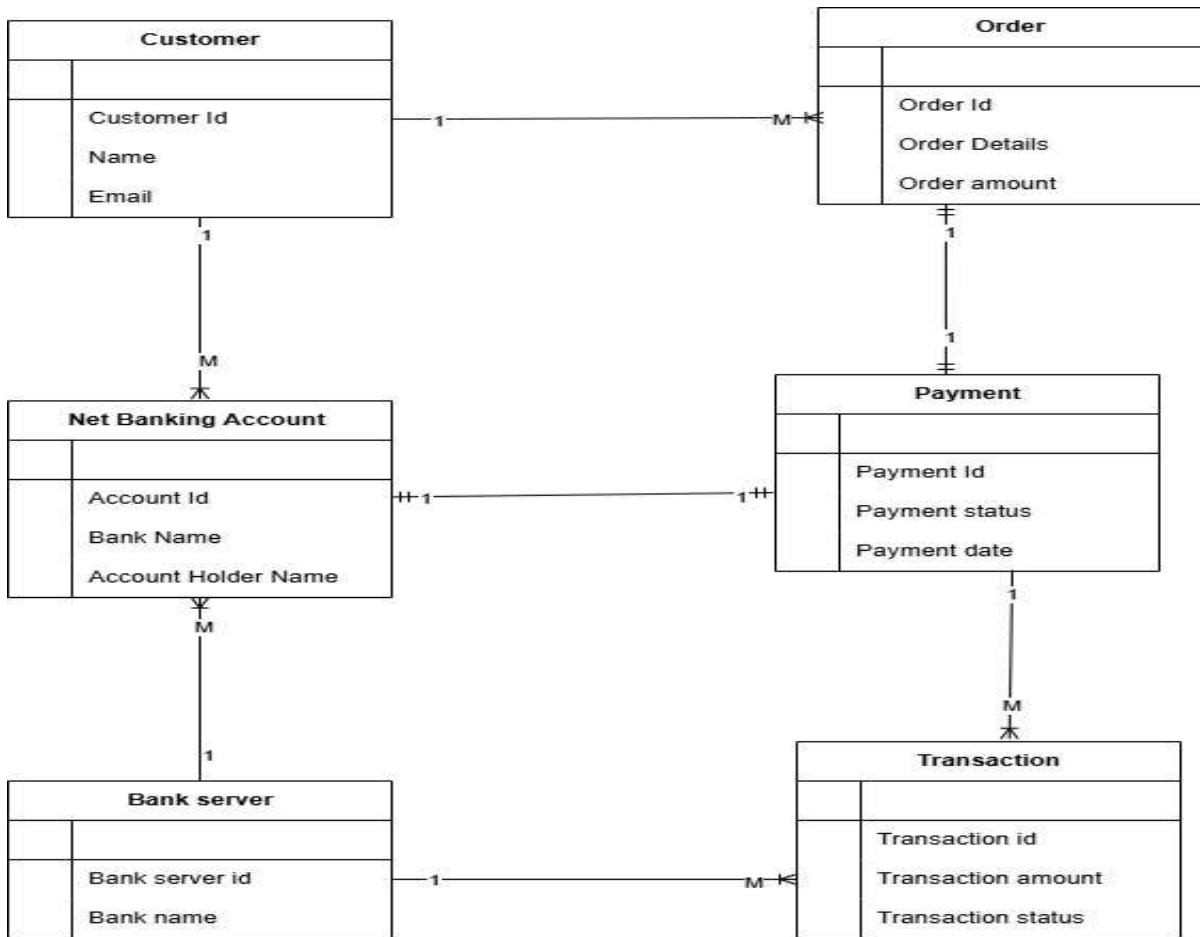 Customer
Customer Id
Name
Email
Order
Order Id
Order Details
Order amount
1
M
1
M
1
1
Net Banking Account
Account Id
Bank Name
Account Holder Name
Payment
Payment Id
Payment status
Payment date
1
1
M
1
1
M
Bank server
Bank server id
Bank name
Transaction
Transaction id
Transaction amount
Transaction status
1
M